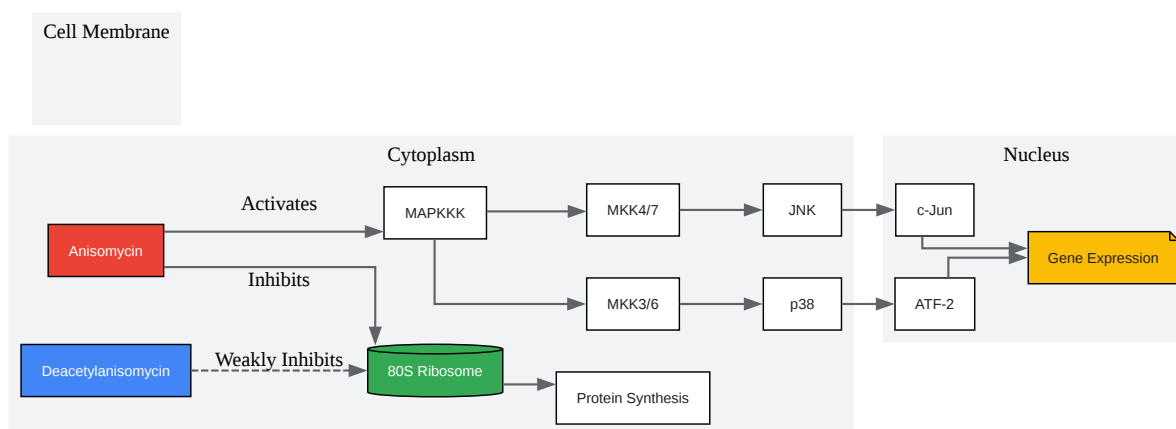 Cell Membrane
Cytoplasm
Nucleus
Activates
MAPKKK
MKK4/7
JNK
c-Jun
Anisomycin
Gene Expression
Inhibits
MKK3/6
p38
ATF-2
Weakly Inhibits
Deacetylanisomycin
80S Ribosome
Protein Synthesis